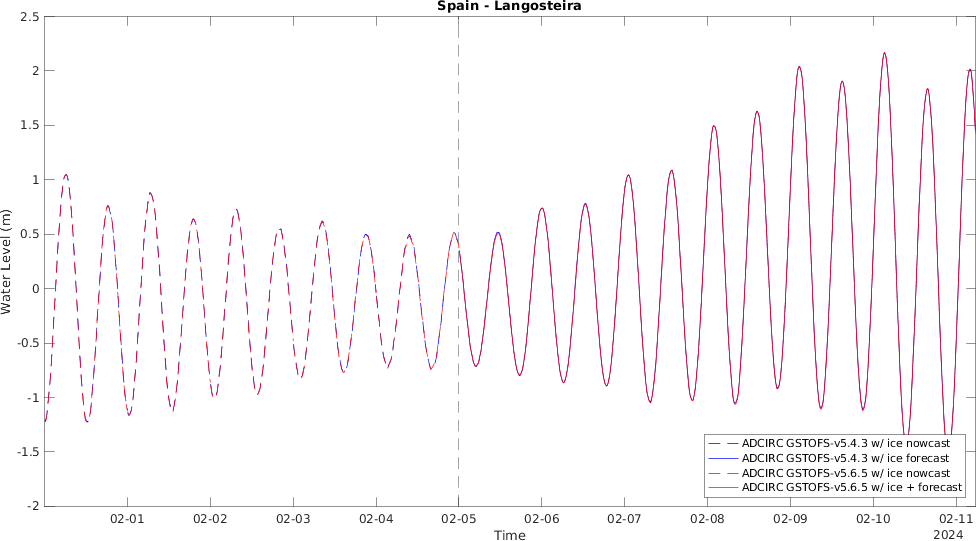 Spain - Langosteira
2.5
2
1.5
1
0.5
0
-0.5
-1
-1.5
-2
Water Level (m)
ADCIRC GSTOFS-v5.4.3 w/ ice nowcast
ADCIRC GSTOFS-v5.4.3 w/ ice forecast
ADCIRC GSTOFS-v5.6.5 w/ ice nowcast
ADCIRC GSTOFS-v5.6.5 w/ ice + forecast
02-01 02-02 02-03 02-04 02-05 02-06 02-07 02-08 02-09 02-10 02-11
Time
2024